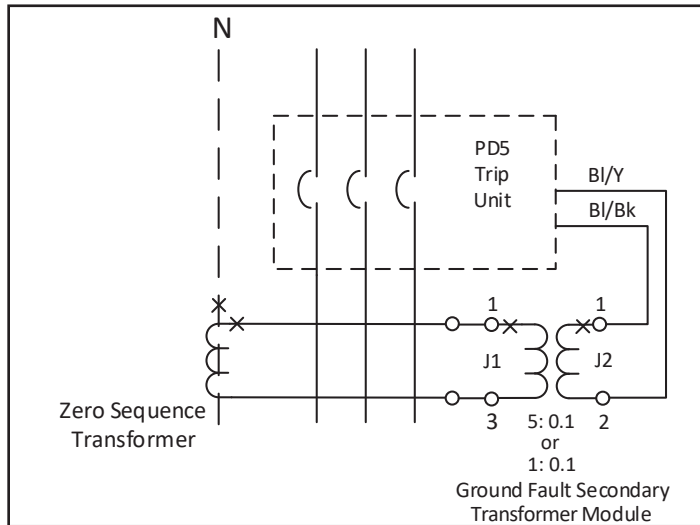 N
PD5
Trip
Unit
Bl/Y
Bl/Bk
1
1
J1
J2
3
2
5: 0.1
or
1: 0.1
Zero Sequence
Transformer
Ground Fault Secondary
Transformer Module